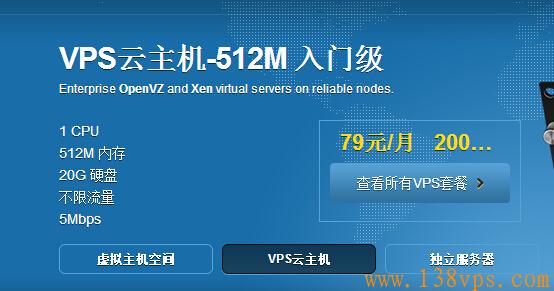 VPS云主机-512M 入门级
Enterprise OpenVZ and Xen virtual servers on reliable nodes.
1 CPU
512M 内存
20G 硬盘
不限流量
5Mbps
79元/月 200...
查看所有VPS套餐
虚拟主机空间 VPS云主机 独立服务器
www.138vps.com